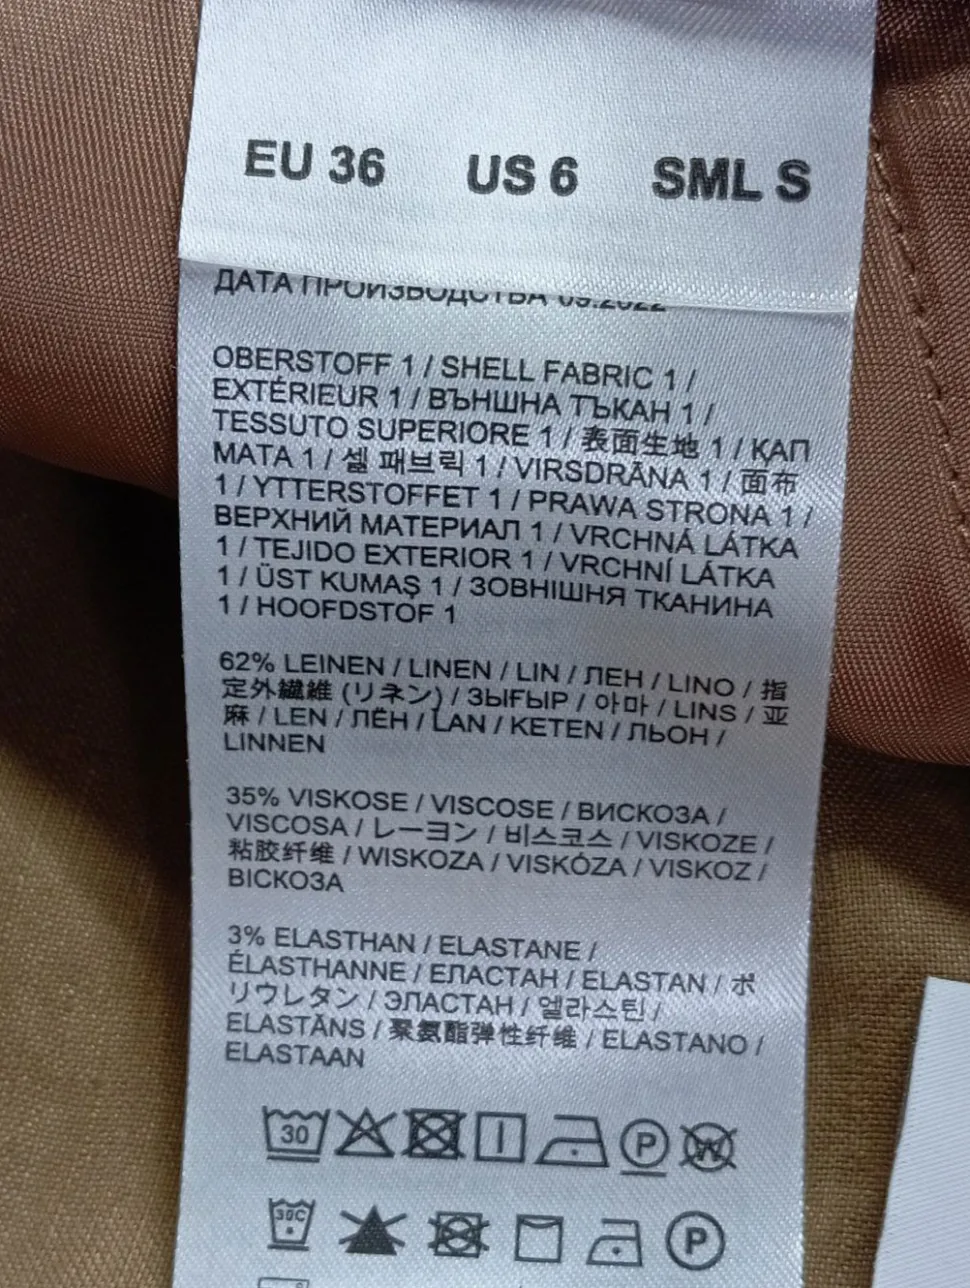 EU 36 US 6 SML S
ДАТА ПРОИЗВОДСТВА 09.2022
OBERSTOFF 1 / SHELL FABRIC 1 /
EXTÉRIEUR 1 / ВЪНШНА ТЪКАН 1 /
TESSUTO SUPERIORE 1 / 表面生地 1 / ҚАП
МАТА 1 / 셸 패브릭 1 / VIRSDRĀNA 1 / 面布
1 / YTTERSTOFFET 1 / PRAWA STRONA 1 /
ВЕРХНИЙ МАТЕРИАЛ 1 / VRCHNÁ LÁTKA
1 / TEJIDO EXTERIOR 1 / VRCHNÍ LÁTKA
1 / ÜST KUMAŞ 1 / ЗОВНІШНЯ ТКАНИНА
1 / HOOFDSTOF 1
62% LEINEN / LINEN / LIN / ЛЕН / LINO / 指
定外繊維 (リネン) / ЗЫҒЫР / 아마 / LINS / 亚
麻 / LEN / ЛЁН / ĽAN / KETEN / ЛЬОН /
LINNEN
35% VISKOSE / VISCOSE / ВИСКОЗА /
VISCOSA / レーヨン / 비스코스 / VISKOZE /
粘胶纤维 / WISKOZA / VISKÓZA / VISKOZ /
ВІСКОЗА
3% ELASTHAN / ELASTANE /
ÉLASTHANNE / ЕЛАСТАН / ELASTAN / ポ
リウレタン / ЭЛАСТАН / 엘라스틴 /
ELASTĀNS / 聚氨酯弹性纤维 / ELASTANO /
ELASTAAN
30 P W
30C P